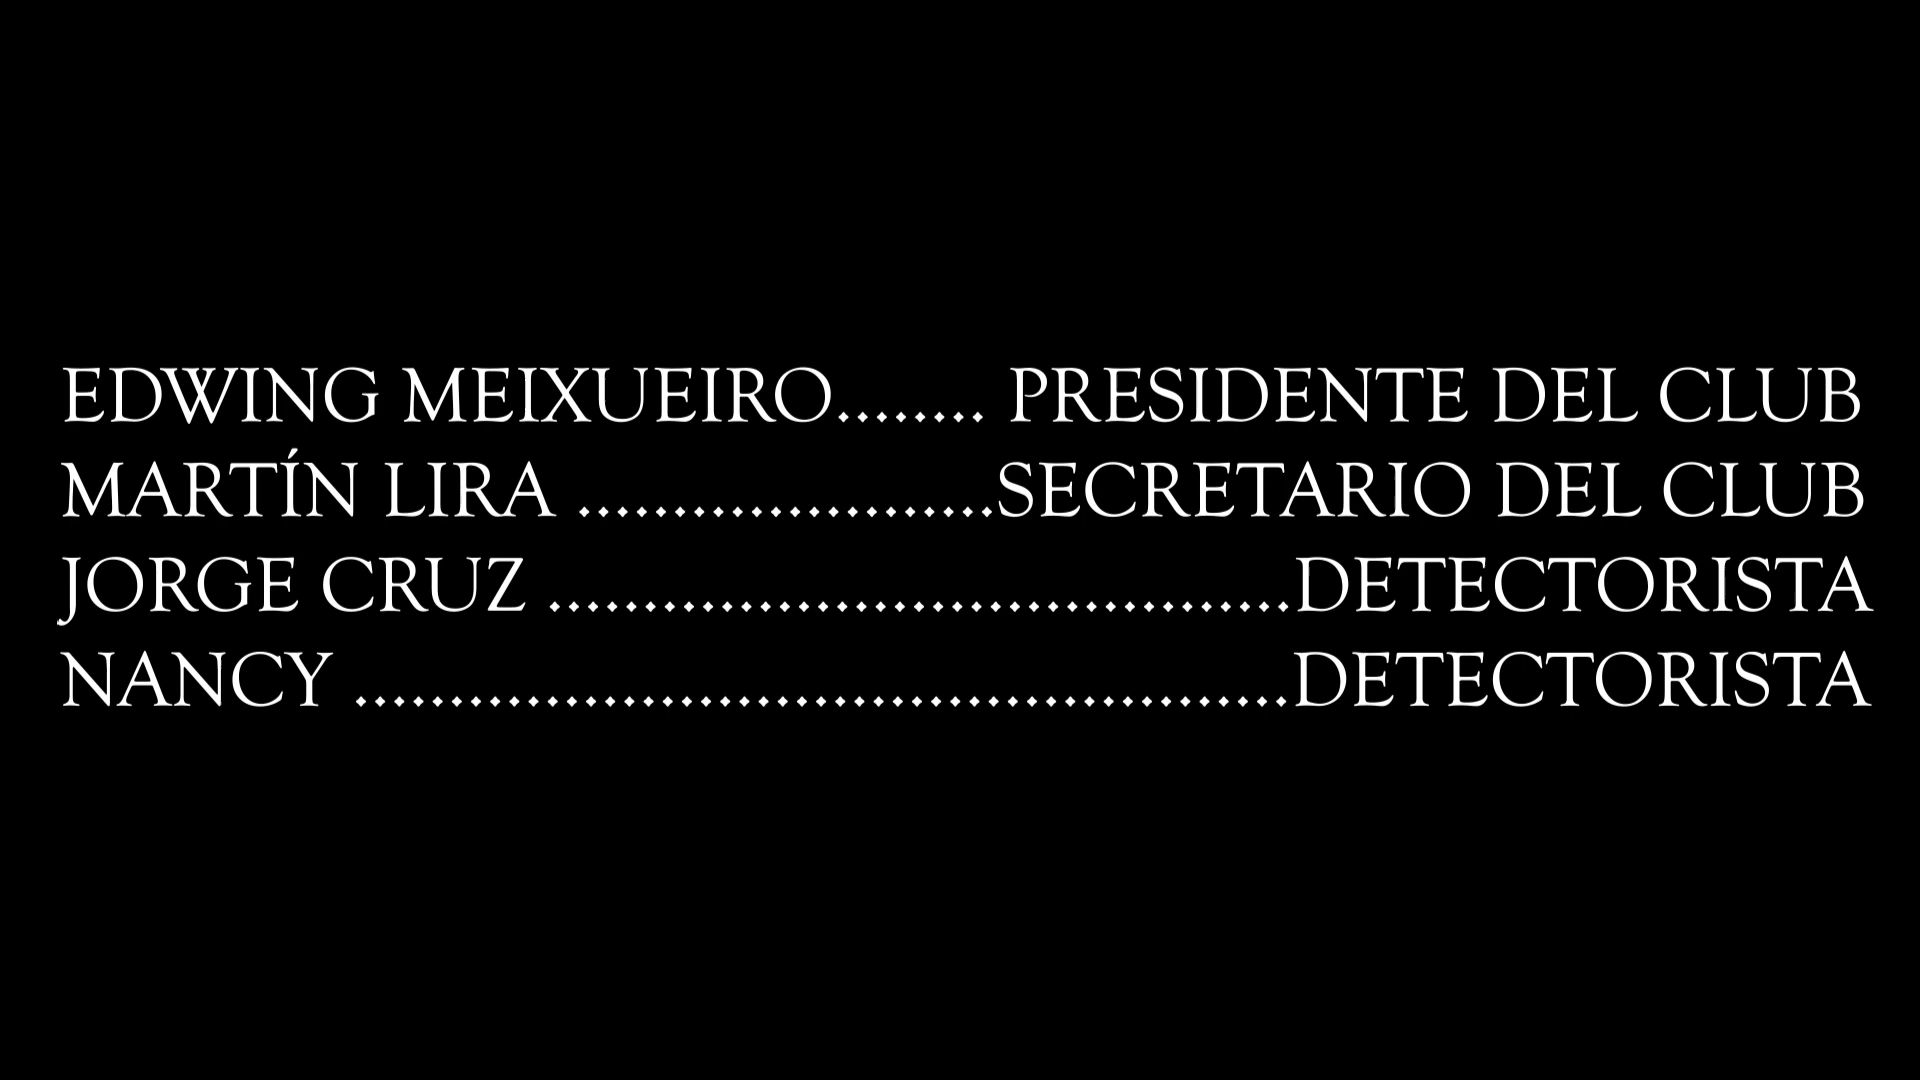 EDWING MEIXUEIRO........ PRESIDENTE DEL CLUB
MARTÍN LIRA ......................SECRETARIO DEL CLUB
JORGE CRUZ .......................................DETECTORISTA
NANCY .................................................DETECTORISTA